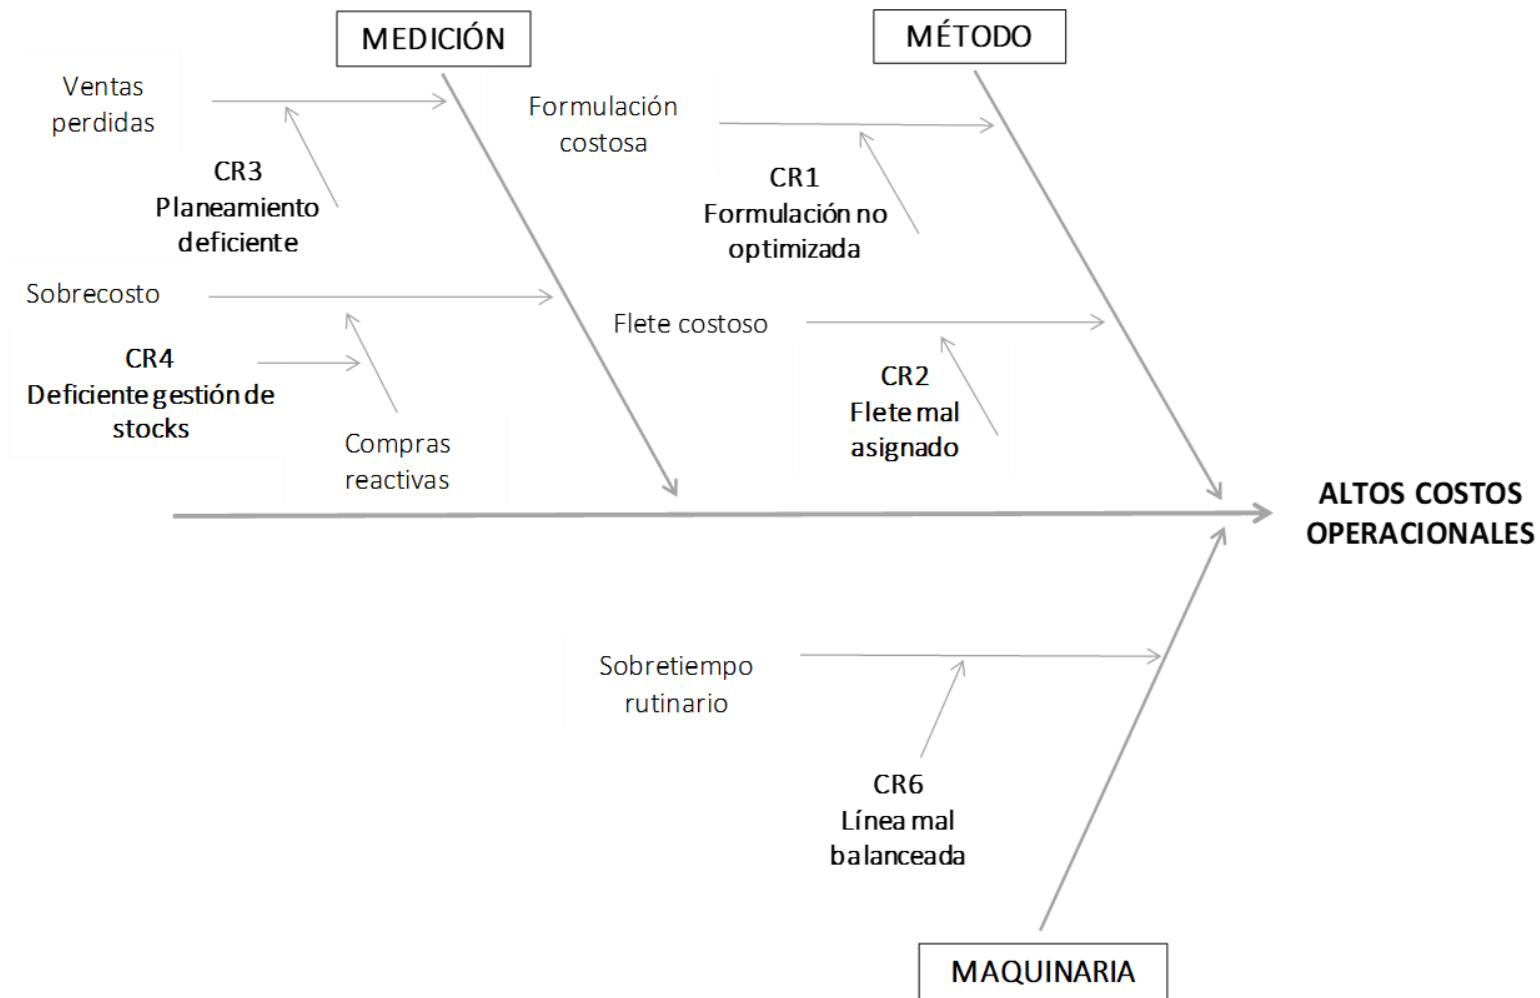 MEDICIÓN
MÉTODO
Ventas
perdidas
Formulación
costosa
CR3
Planeamiento
deficiente
CR1
Formulación no
optimizada
Sobrecosto
Flete costoso
CR4
Deficiente gestión de
stocks
CR2
Flete mal
asignado
Compras
reactivas
ALTOS COSTOS
OPERACIONALES
Sobretiempo
rutinario
CR6
Línea mal
balanceada
MAQUINARIA